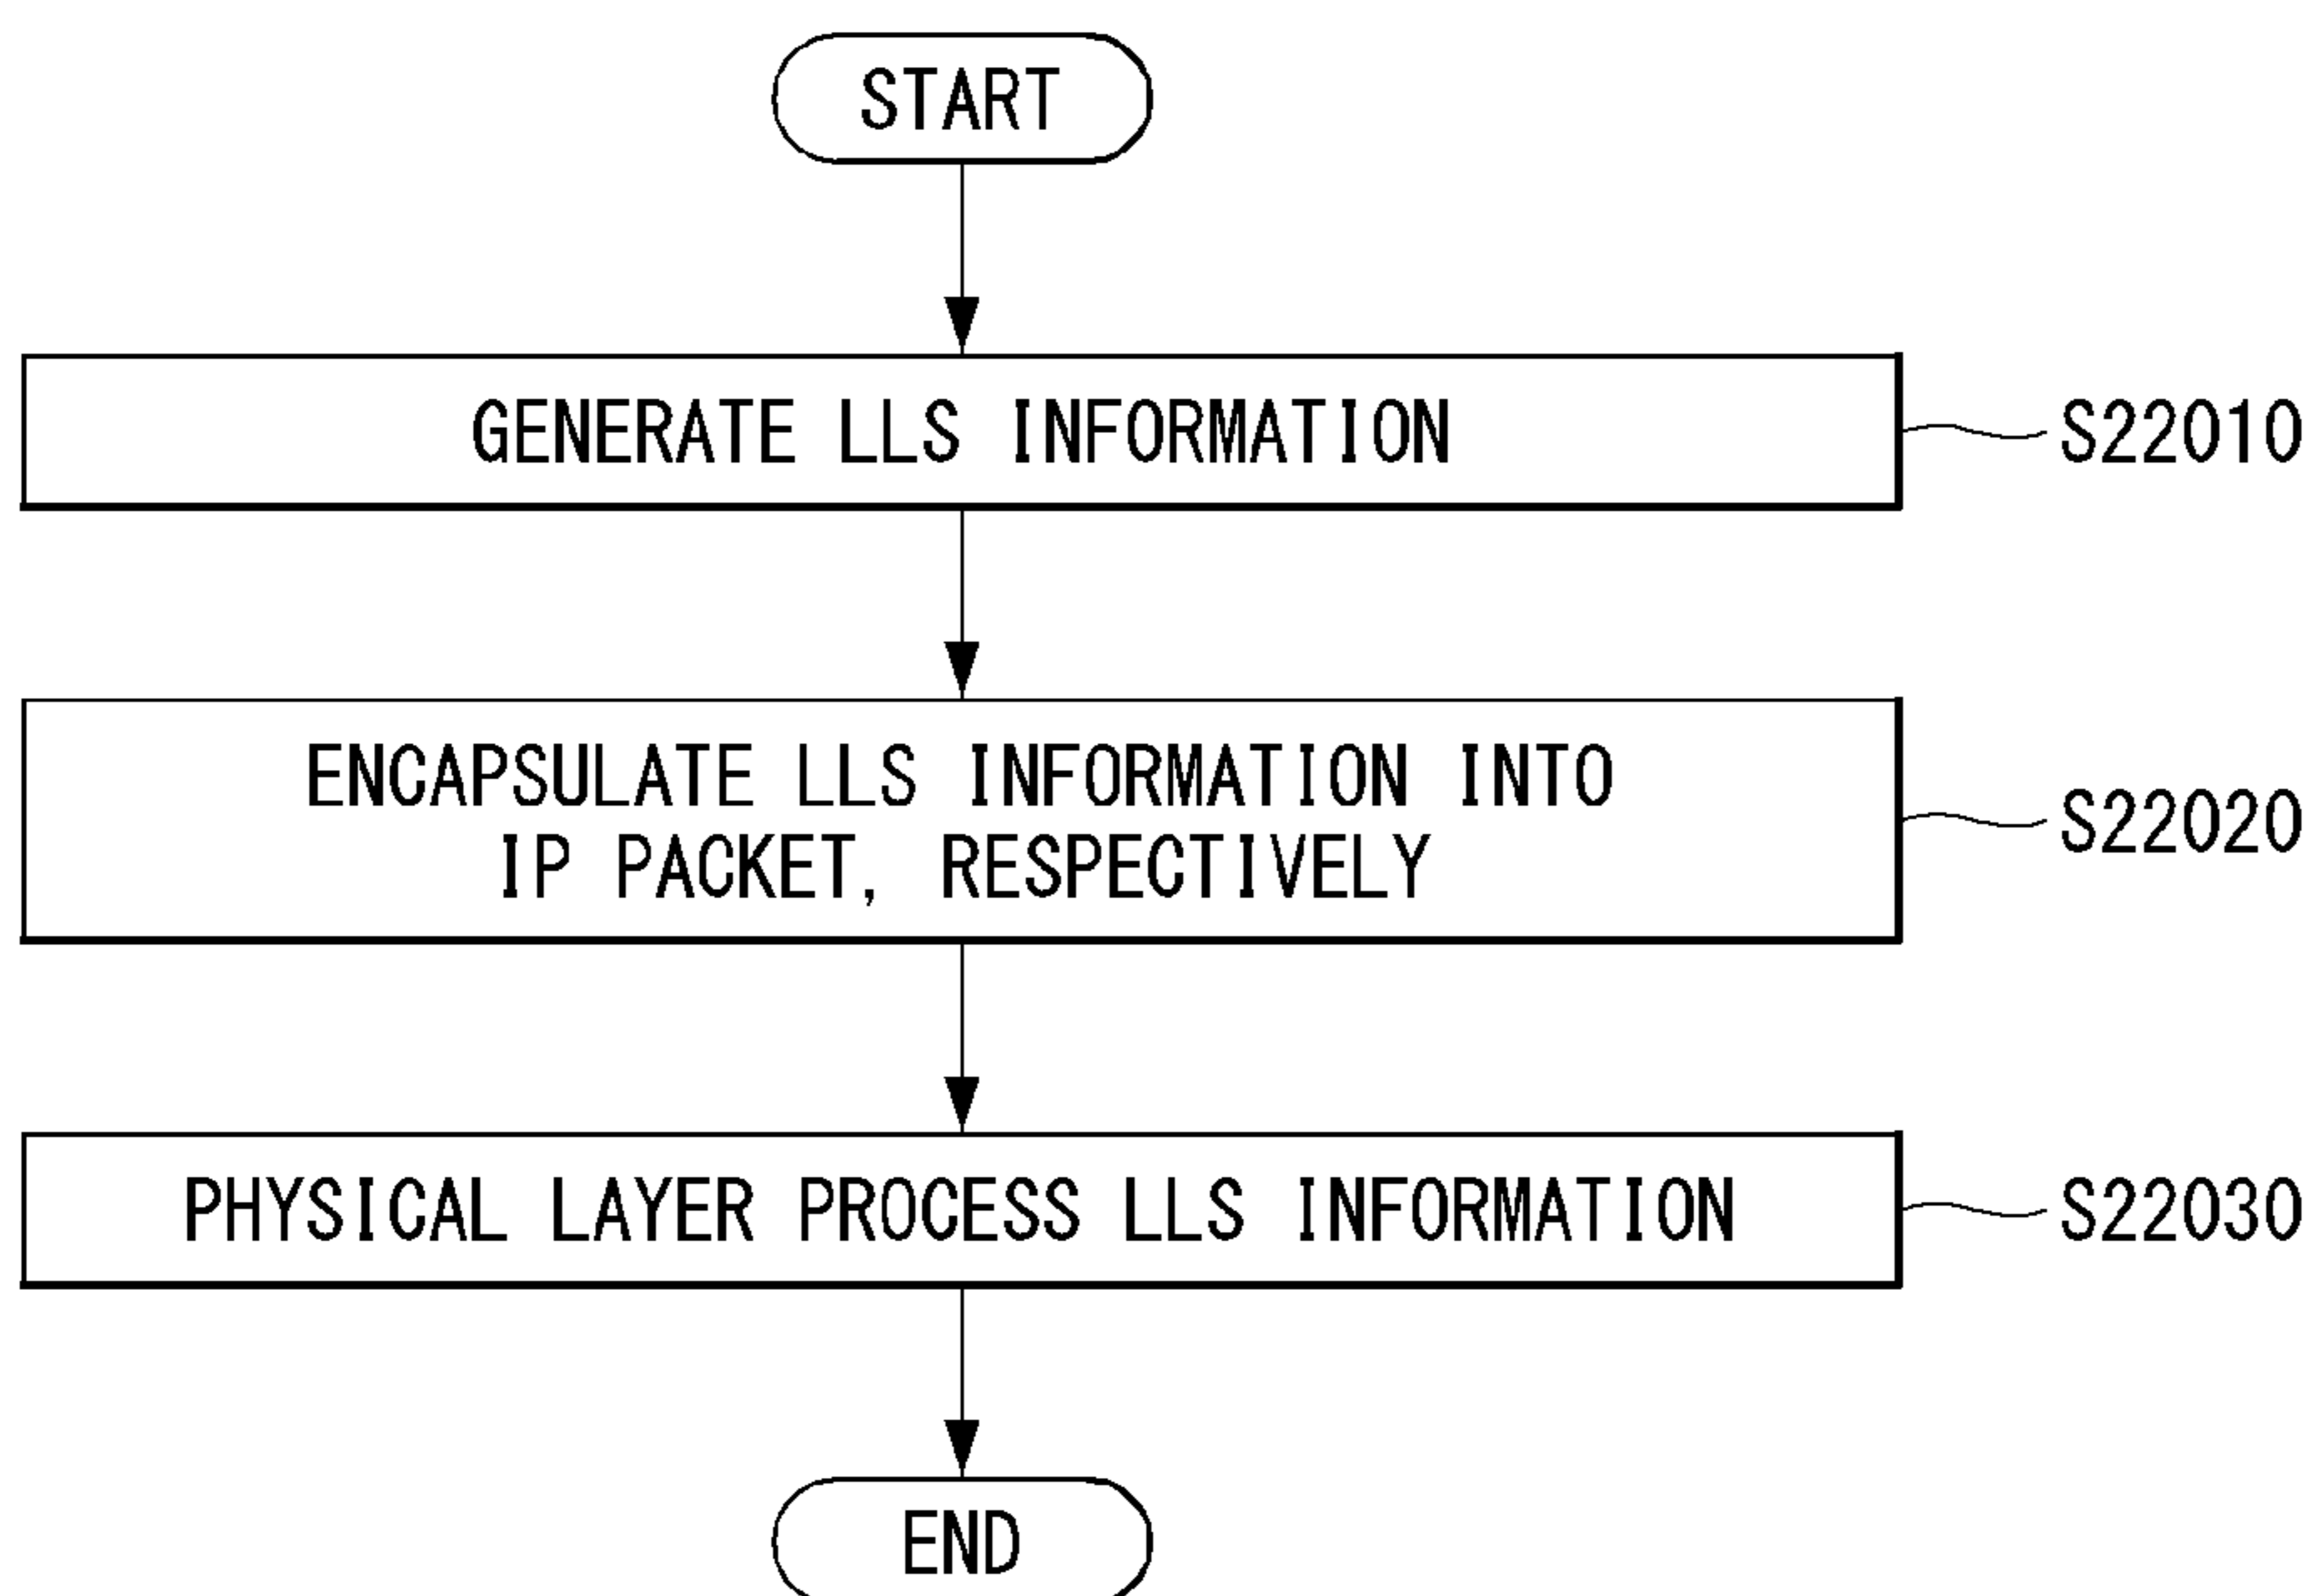 START
GENERATE LLS INFORMATION
S22010
ENCAPSULATE LLS INFORMATION INTO
IP PACKET, RESPECTIVELY
S22020
PHYSICAL LAYER PROCESS LLS INFORMATION
S22030
END